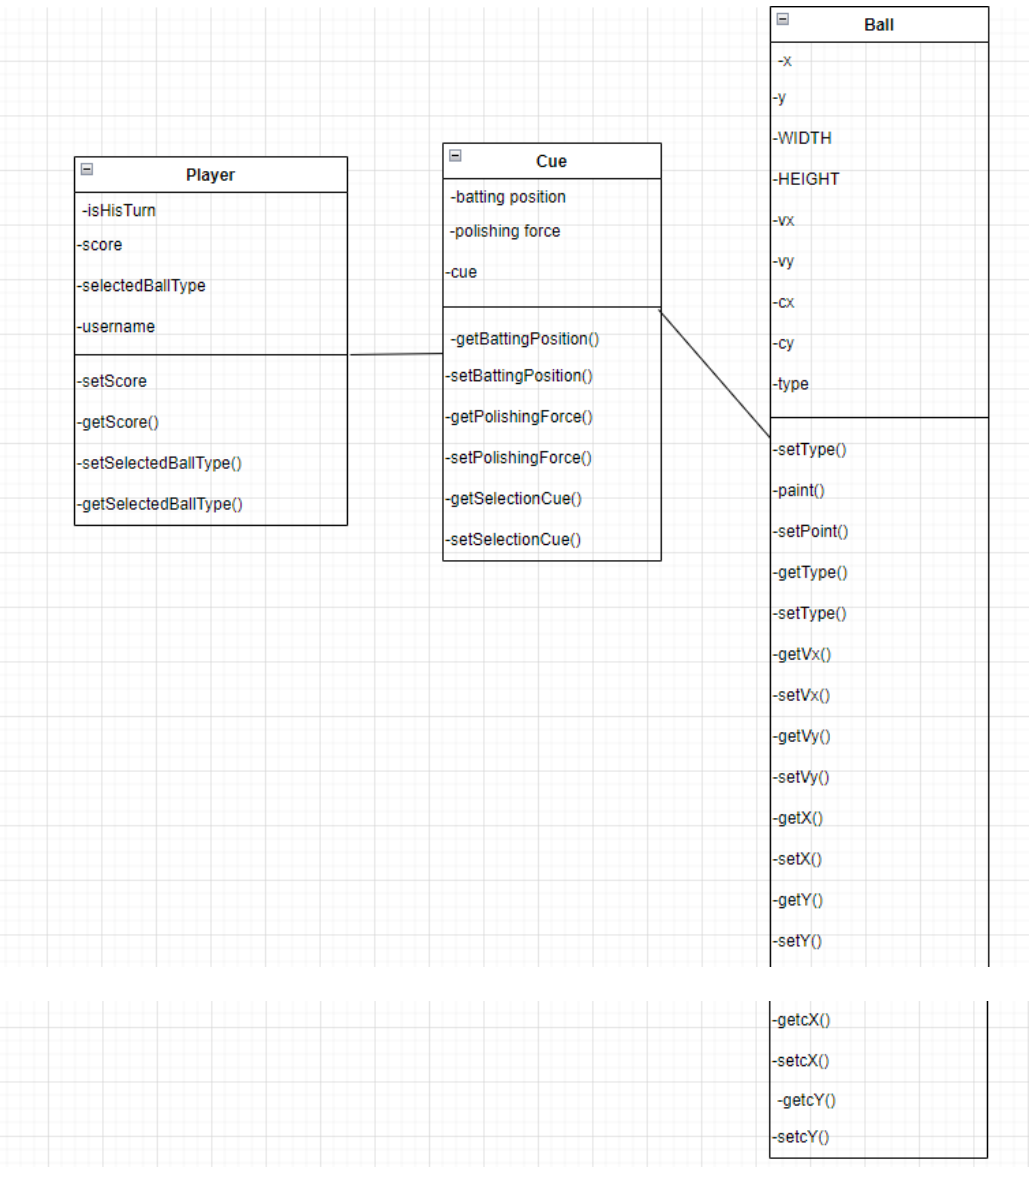 Player
-isHisTurn
-score
-selectedBallType
-username
-setScore
-getScore()
-setSelectedBallType()
-getSelectedBallType()
Cue
-batting position
-polishing force
-cue
-getBattingPosition()
-setBattingPosition()
-getPolishingForce()
-setPolishingForce()
-getSelectionCue()
-setSelectionCue()
Ball
-x
-y
-WIDTH
-HEIGHT
-vx
-vy
-cx
-cy
-type
-setType()
-paint()
-setPoint()
-getType()
-setType()
-getVx()
-setVx()
-getVy()
-setVy()
-getX()
-setX()
-getY()
-setY()
-getcX()
-setcX()
-getcY()
-setcY()